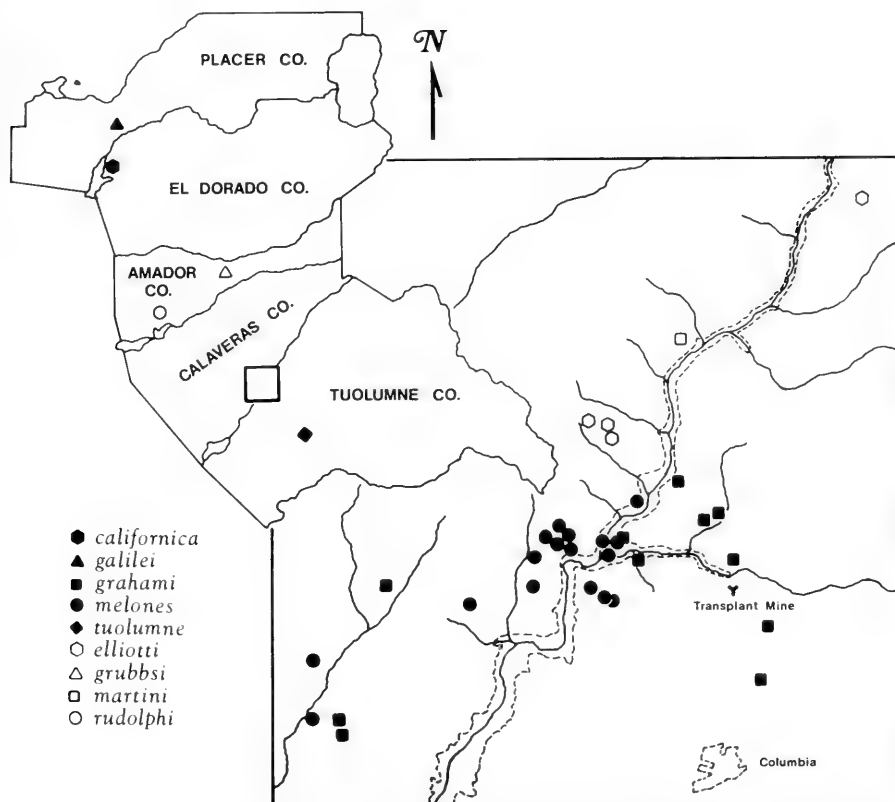 N
PLACER CO.
EL DORADO CO.
AMADOR
CO.
CALAVERAS CO.
TUOLUMNE CO.
californica
galilei
grahami
melones
tuolumne
elliotti
grubbsi
martini
rudolphi
Transplant Mine
Columbia